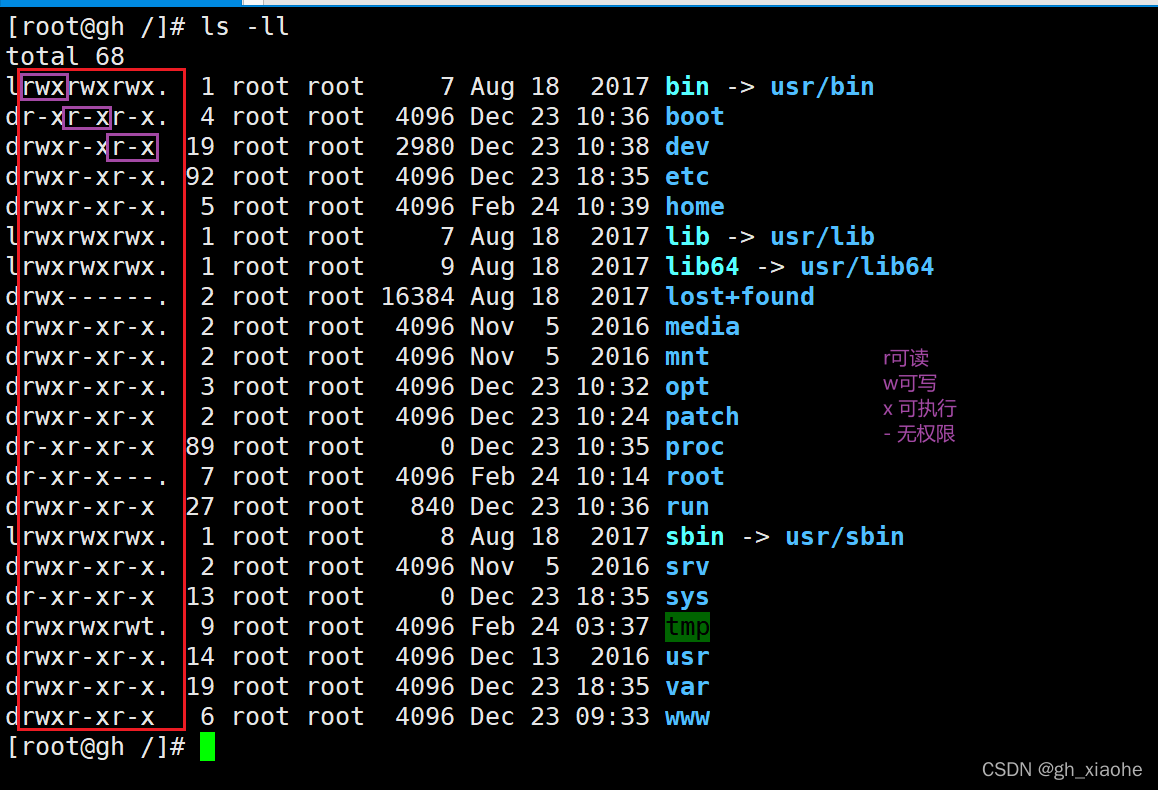 [root@gh /]# ls -ll
total 68
lrwxrwxrwx.  1 root root     7 Aug 18  2017 bin -> usr/bin
dr-xr-xr-x.  4 root root  4096 Dec 23 10:36 boot
drwxr-xr-x  19 root root  2980 Dec 23 10:38 dev
drwxr-xr-x. 92 root root  4096 Dec 23 18:35 etc
drwxr-xr-x.  5 root root  4096 Feb 24 10:39 home
lrwxrwxrwx.  1 root root     7 Aug 18  2017 lib -> usr/lib
lrwxrwxrwx.  1 root root     9 Aug 18  2017 lib64 -> usr/lib64
drwx------.  2 root root 16384 Aug 18  2017 lost+found
drwxr-xr-x.  2 root root  4096 Nov  5  2016 media
drwxr-xr-x.  2 root root  4096 Nov  5  2016 mnt
r可读
drwxr-xr-x.  3 root root  4096 Dec 23 10:32 opt
w可写
drwxr-xr-x   2 root root  4096 Dec 23 10:24 patch
x 可执行
dr-xr-xr-x  89 root root     0 Dec 23 10:35 proc
- 无权限
dr-xr-x---.  7 root root  4096 Feb 24 10:14 root
drwxr-xr-x  27 root root   840 Dec 23 10:36 run
lrwxrwxrwx.  1 root root     8 Aug 18  2017 sbin -> usr/sbin
drwxr-xr-x.  2 root root  4096 Nov  5  2016 srv
dr-xr-xr-x  13 root root     0 Dec 23 18:35 sys
drwxrwxrwt.  9 root root  4096 Feb 24 03:37 tmp
drwxr-xr-x. 14 root root  4096 Dec 13  2016 usr
drwxr-xr-x. 19 root root  4096 Dec 23 18:35 var
drwxr-xr-x   6 root root  4096 Dec 23 09:33 www
[root@gh /]#
CSDN @gh_xiaohe